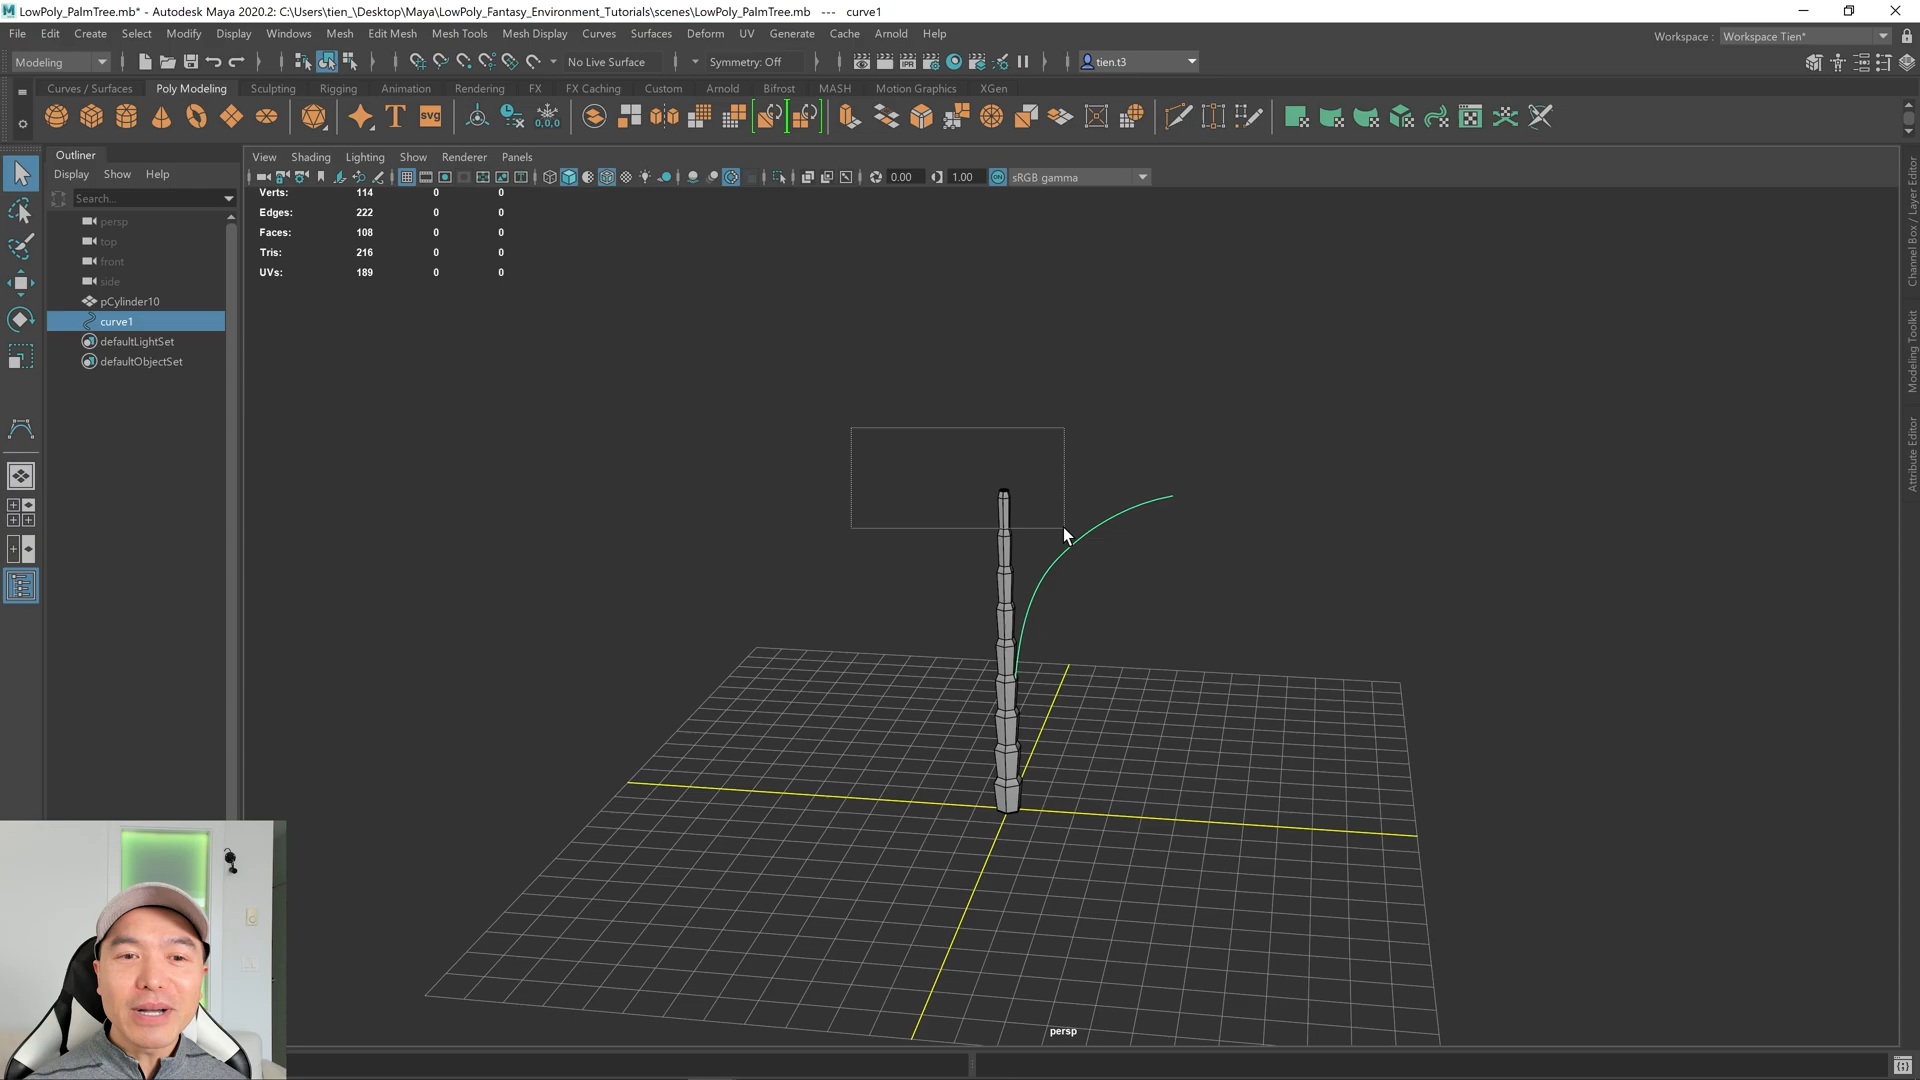 LowPoly_PalmTree.mb* - Autodesk Maya 2020.2: C:\Users\tien_\Desktop\Maya\LowPoly_Fantasy_Environment_Tutorials\scenes\LowPoly_PalmTree.mb   ---   curve1
File Edit Create Select Modify Display Windows Mesh Edit Mesh Mesh Tools Mesh Display Curves Surfaces Deform UV Generate Cache Arnold Help
Workspace : Workspace Tien*
Modeling No Live Surface Symmetry: Off tien.t3
Curves / Surfaces Poly Modeling Sculpting Rigging Animation Rendering FX FX Caching Custom Arnold Bifrost MASH Motion Graphics XGen
T svg 0,0,0
Outliner
Display Show Help
Search...
persp
top
front
side
pCylinder10
curve1
defaultLightSet
defaultObjectSet
View Shading Lighting Show Renderer Panels
0.00 1.00 ON sRGB gamma
Verts: 114 0 0
Edges: 222 0 0
Faces: 108 0 0
Tris: 216 0 0
UVs: 189 0 0
persp
Channel Box / Layer Editor
Modeling Toolkit
Attribute Editor